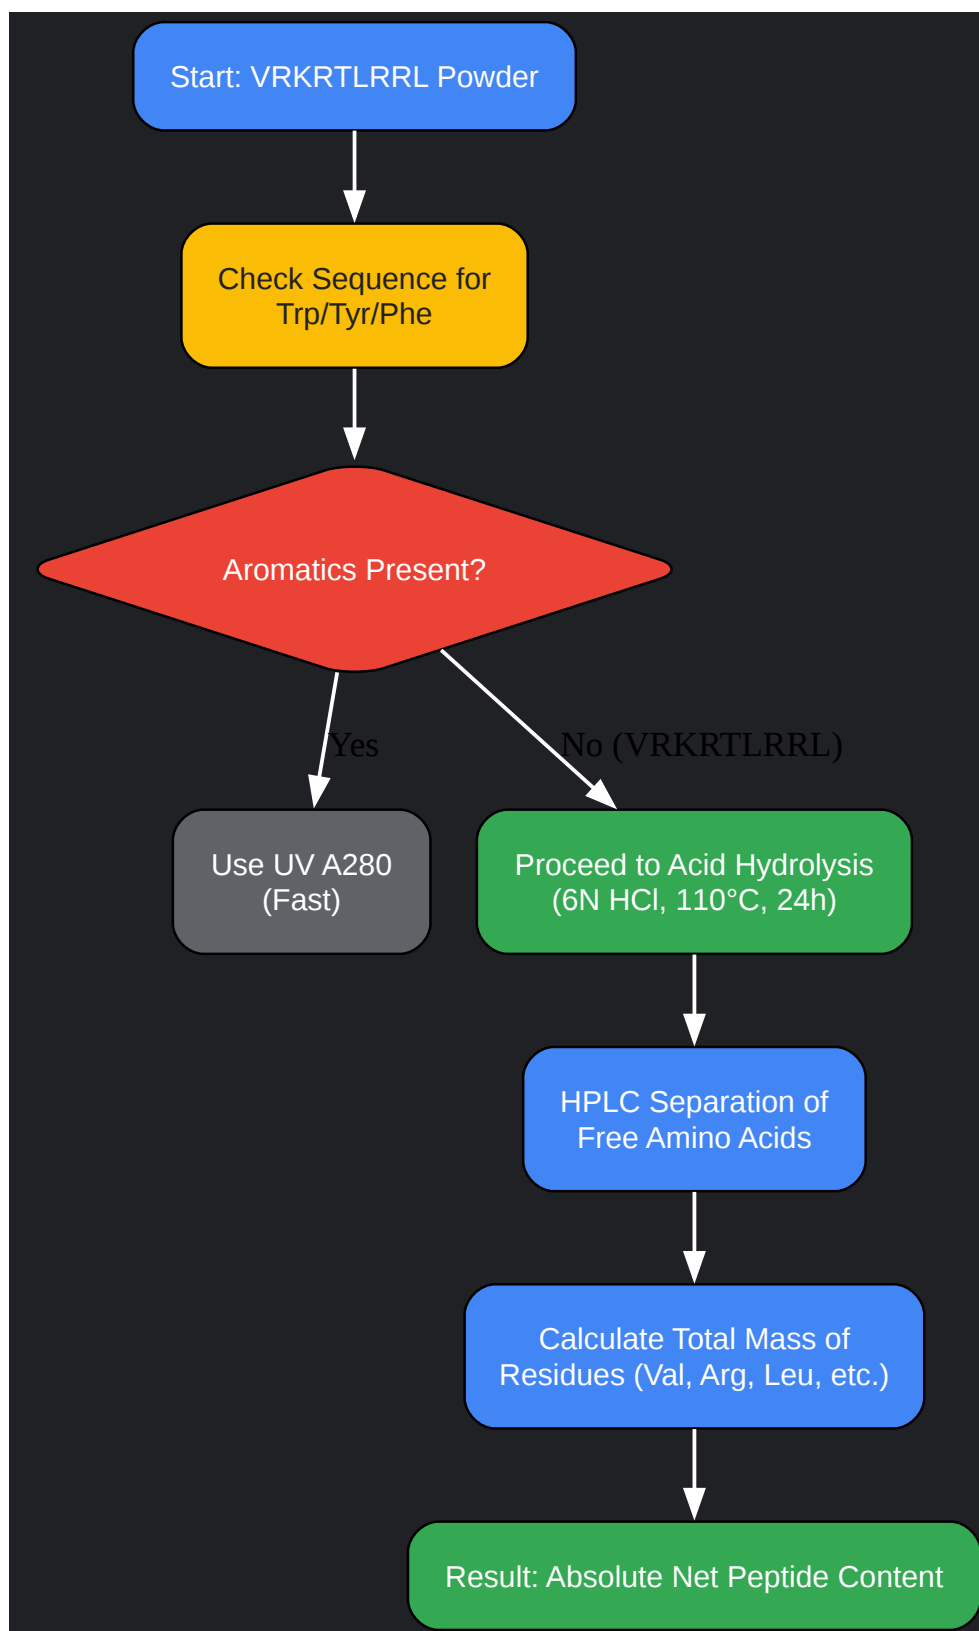 Start: VRKRTLRRL Powder
Check Sequence for
Trp/Tyr/Phe
Aromatics Present?
Yes
No (VRKRTLRRL)
Use UV A280
(Fast)
Proceed to Acid Hydrolysis
(6N HCl, 110°C, 24h)
HPLC Separation of
Free Amino Acids
Calculate Total Mass of
Residues (Val, Arg, Leu, etc.)
Result: Absolute Net Peptide Content